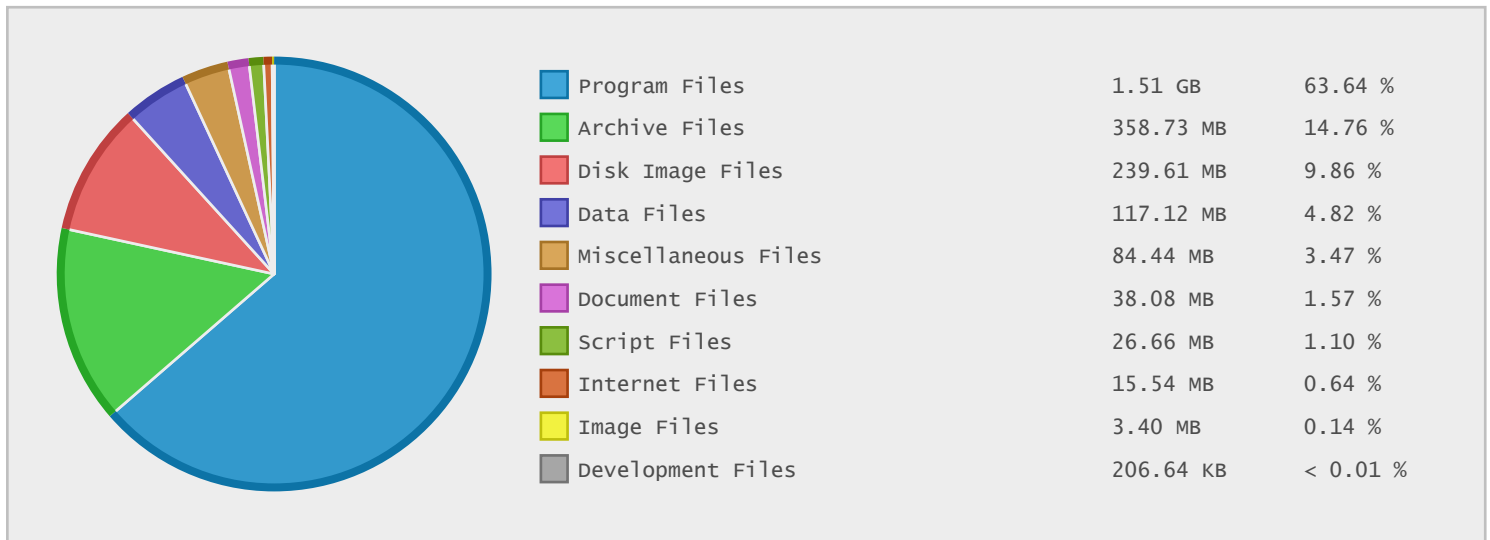 Program Files 1.51 GB 63.64 %
Archive Files 358.73 MB 14.76 %
Disk Image Files 239.61 MB 9.86 %
Data Files 117.12 MB 4.82 %
Miscellaneous Files 84.44 MB 3.47 %
Document Files 38.08 MB 1.57 %
Script Files 26.66 MB 1.10 %
Internet Files 15.54 MB 0.64 %
Image Files 3.40 MB 0.14 %
Development Files 206.64 KB < 0.01 %